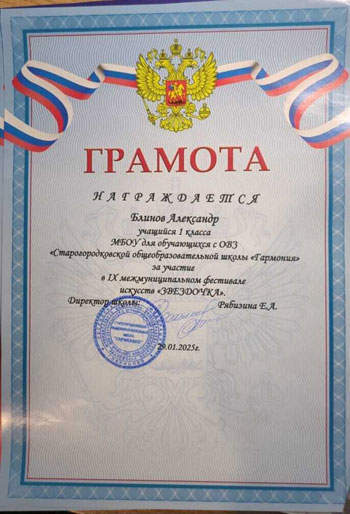 ГРАМОТА
НАГРАЖДАЕТСЯ
Блинов Александр
учащийся 1 класса
МБОУ для обучающихся с ОВЗ
«Старогородковской общеобразовательной школы «Гармония»
за участие
в IX межмуниципальном фестивале
искусств «ЗВЕЗДОЧКА».
Директор школы: Рябизина Е.А.
"ГАРМОНИЯ"
29.01.2025г.